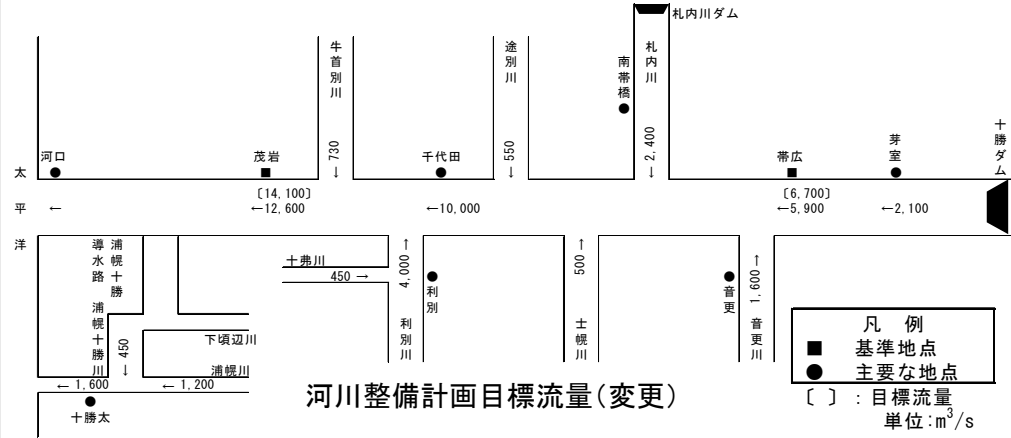 札内川ダム
牛首別川
730 →
途別川
550 →
南帯橋
札内川
2,400 →
十勝ダム
河口
茂岩
千代田
帯広
芽室
太平洋
〔14,100〕
〔6,700〕
←
←12,600
←10,000
←5,900
←2,100
浦幌十勝
導水路
浦幌十勝川
450 →
下頃辺川
浦幌川
← 1,600
← 1,200
十勝太
十弗川
450 →
4,000 →
利別
利別川
500 →
士幌川
音更
1,600 →
音更川
凡 例
■ 基準地点
● 主要な地点
〔 〕：目標流量
単位:m³/s
河川整備計画目標流量(変更)